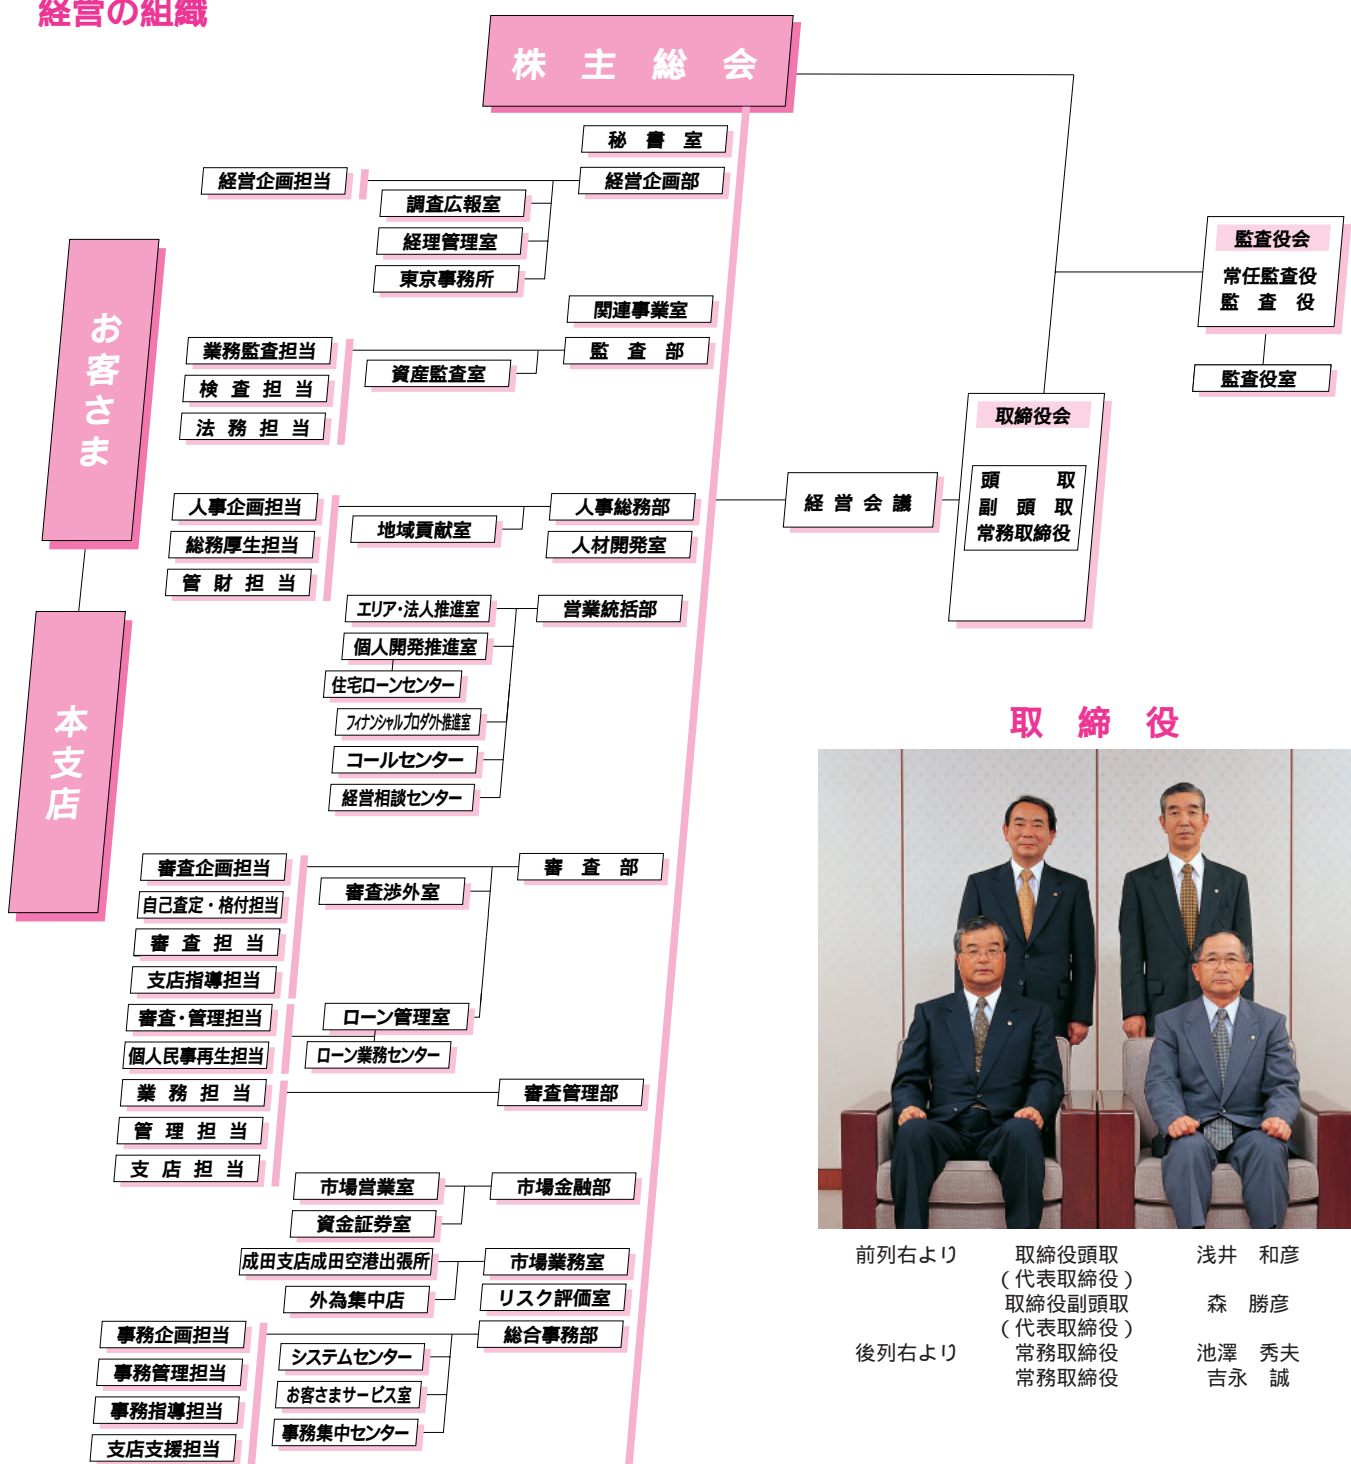 経営の組織
株主総会
秘書室
経営企画担当
経営企画部
調査広報室
経理管理室
東京事務所
関連事業室
業務監査担当
監査部
資産監査室
検査担当
法務担当
人事企画担当
人事総務部
地域貢献室
総務厚生担当
人材開発室
管財担当
エリア・法人推進室
営業統括部
個人開発推進室
住宅ローンセンター
フィナンシャルプロダクト推進室
コールセンター
経営相談センター
審査企画担当
審査部
審査渉外室
自己査定・格付担当
審査担当
支店指導担当
審査・管理担当
ローン管理室
個人民事再生担当
ローン業務センター
業務担当
審査管理部
管理担当
支店担当
市場営業室
市場金融部
資金証券室
成田支店成田空港出張所
市場業務室
外為集中店
リスク評価室
事務企画担当
総合事務部
システムセンター
事務管理担当
お客さまサービス室
事務指導担当
事務集中センター
支店支援担当
お客さま
本支店
監査役会
常任監査役
監査役
監査役室
取締役会
頭取
副頭取
常務取締役
経営会議
取締役
前列右より 取締役頭取 浅井 和彦
(代表取締役)
取締役副頭取 森 勝彦
(代表取締役)
後列右より 常務取締役 池澤 秀夫
常務取締役 吉永 誠